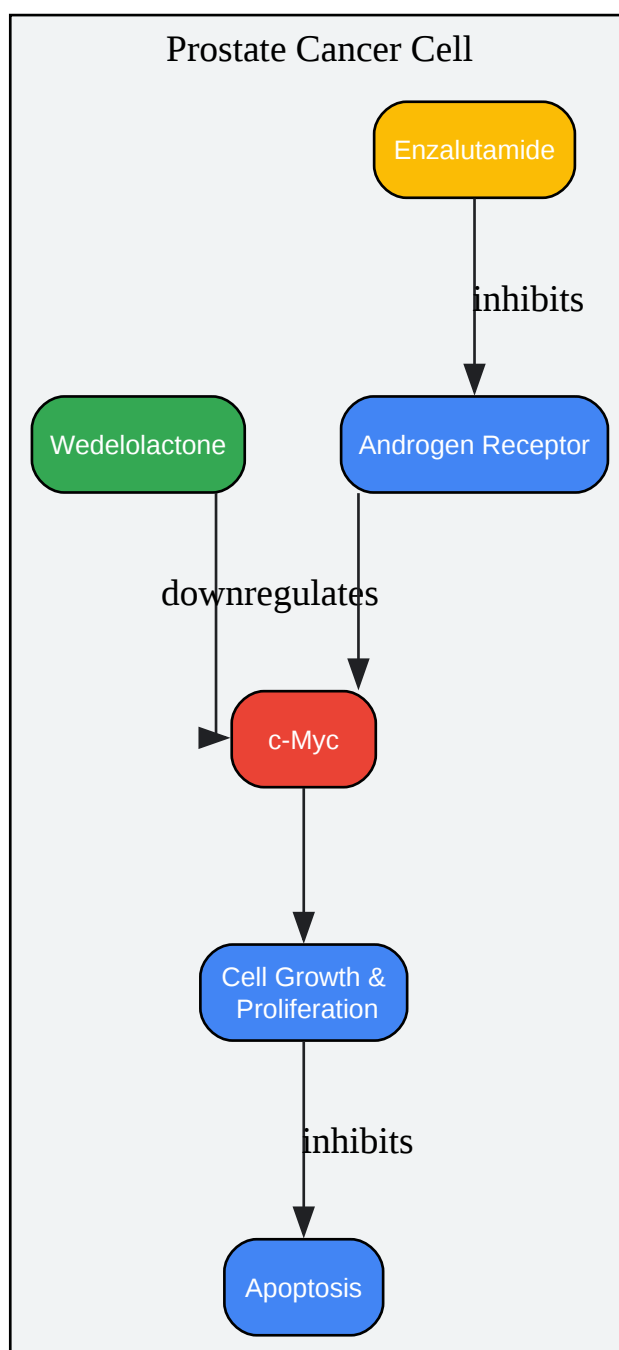 Prostate Cancer Cell
Enzalutamide
inhibits
Wedelolactone
Androgen Receptor
downregulates
c-Myc
Cell Growth &
Proliferation
inhibits
Apoptosis